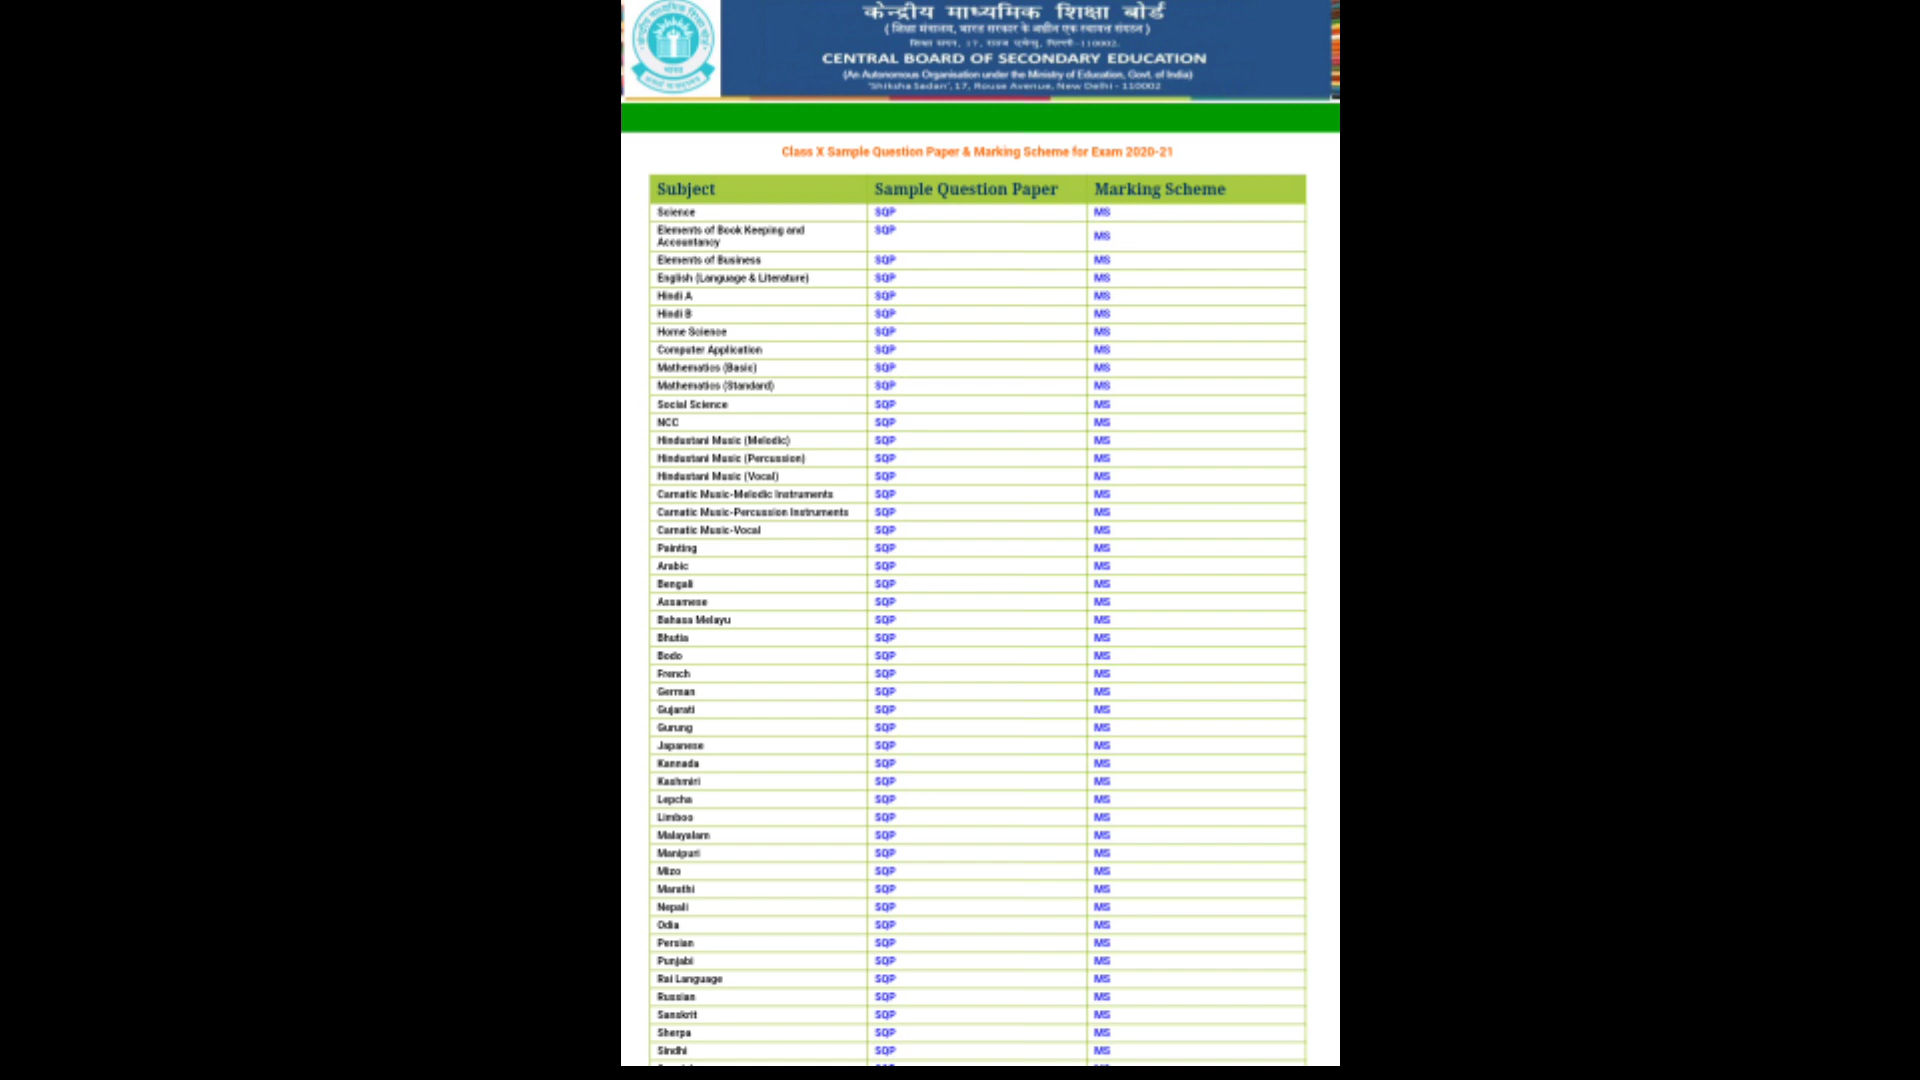 केन्द्रीय माध्यमिक शिक्षा बोर्ड
( शिक्षा मंत्रालय, भारत सरकार के अधीन एक स्वायत्त संगठन )
CENTRAL BOARD OF SECONDARY EDUCATION
(An Autonomous Organisation under the Ministry of Education, Govt. of India)
'Shiksha Sadan', 17, Rouse Avenue, New Delhi - 110002
भारत
Class X Sample Question Paper & Marking Scheme for Exam 2020-21
Subject Sample Question Paper Marking Scheme
Science SQP MS
Elements of Book Keeping and SQP
Accountancy MS
Elements of Business SQP MS
English (Language & Literature) SQP MS
Hindi A SQP MS
Hindi B SQP MS
Home Science SQP MS
Computer Application SQP MS
Mathematics (Basic) SQP MS
Mathematics (Standard) SQP MS
Social Science SQP MS
NCC SQP MS
Hindustani Music (Melodic) SQP MS
Hindustani Music (Percussion) SQP MS
Hindustani Music (Vocal) SQP MS
Carnatic Music-Melodic Instruments SQP MS
Carnatic Music-Percussion Instruments SQP MS
Carnatic Music-Vocal SQP MS
Painting SQP MS
Arabic SQP MS
Bengali SQP MS
Assamese SQP MS
Bahasa Melayu SQP MS
Bhutia SQP MS
Bodo SQP MS
French SQP MS
German SQP MS
Gujarati SQP MS
Gurung SQP MS
Japanese SQP MS
Kannada SQP MS
Kashmiri SQP MS
Lepcha SQP MS
Limboo SQP MS
Malayalam SQP MS
Manipuri SQP MS
Mizo SQP MS
Marathi SQP MS
Nepali SQP MS
Odia SQP MS
Persian SQP MS
Punjabi SQP MS
Rai Language SQP MS
Russian SQP MS
Sanskrit SQP MS
Sherpa SQP MS
Sindhi SQP MS